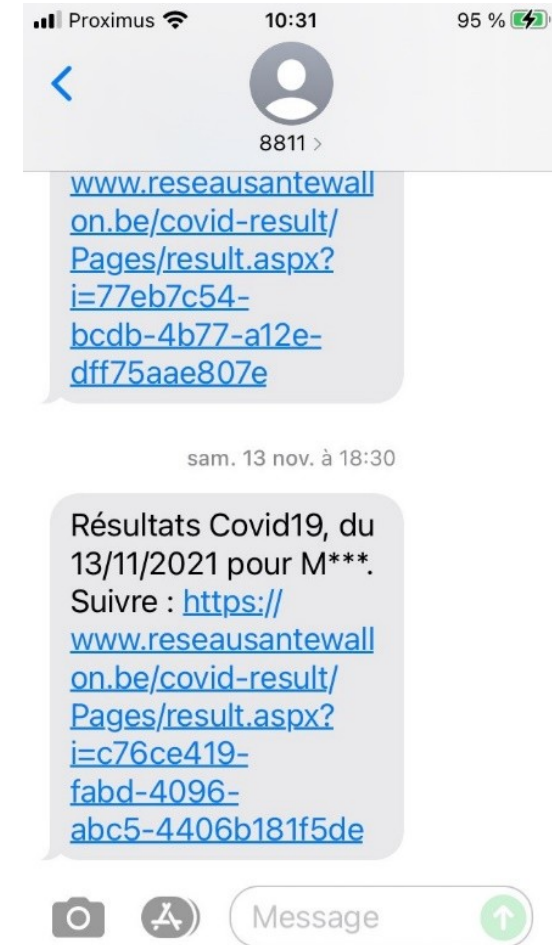 Proximus 10:31 95 %
8811 >
www.reseausantewall
on.be/covid-result/
Pages/result.aspx?
i=77eb7c54-
bcdb-4b77-a12e-
dff75aae807e
sam. 13 nov. à 18:30
Résultats Covid19, du
13/11/2021 pour M***.
Suivre : https://
www.reseausantewall
on.be/covid-result/
Pages/result.aspx?
i=c76ce419-
fabd-4096-
abc5-4406b181f5de
Message